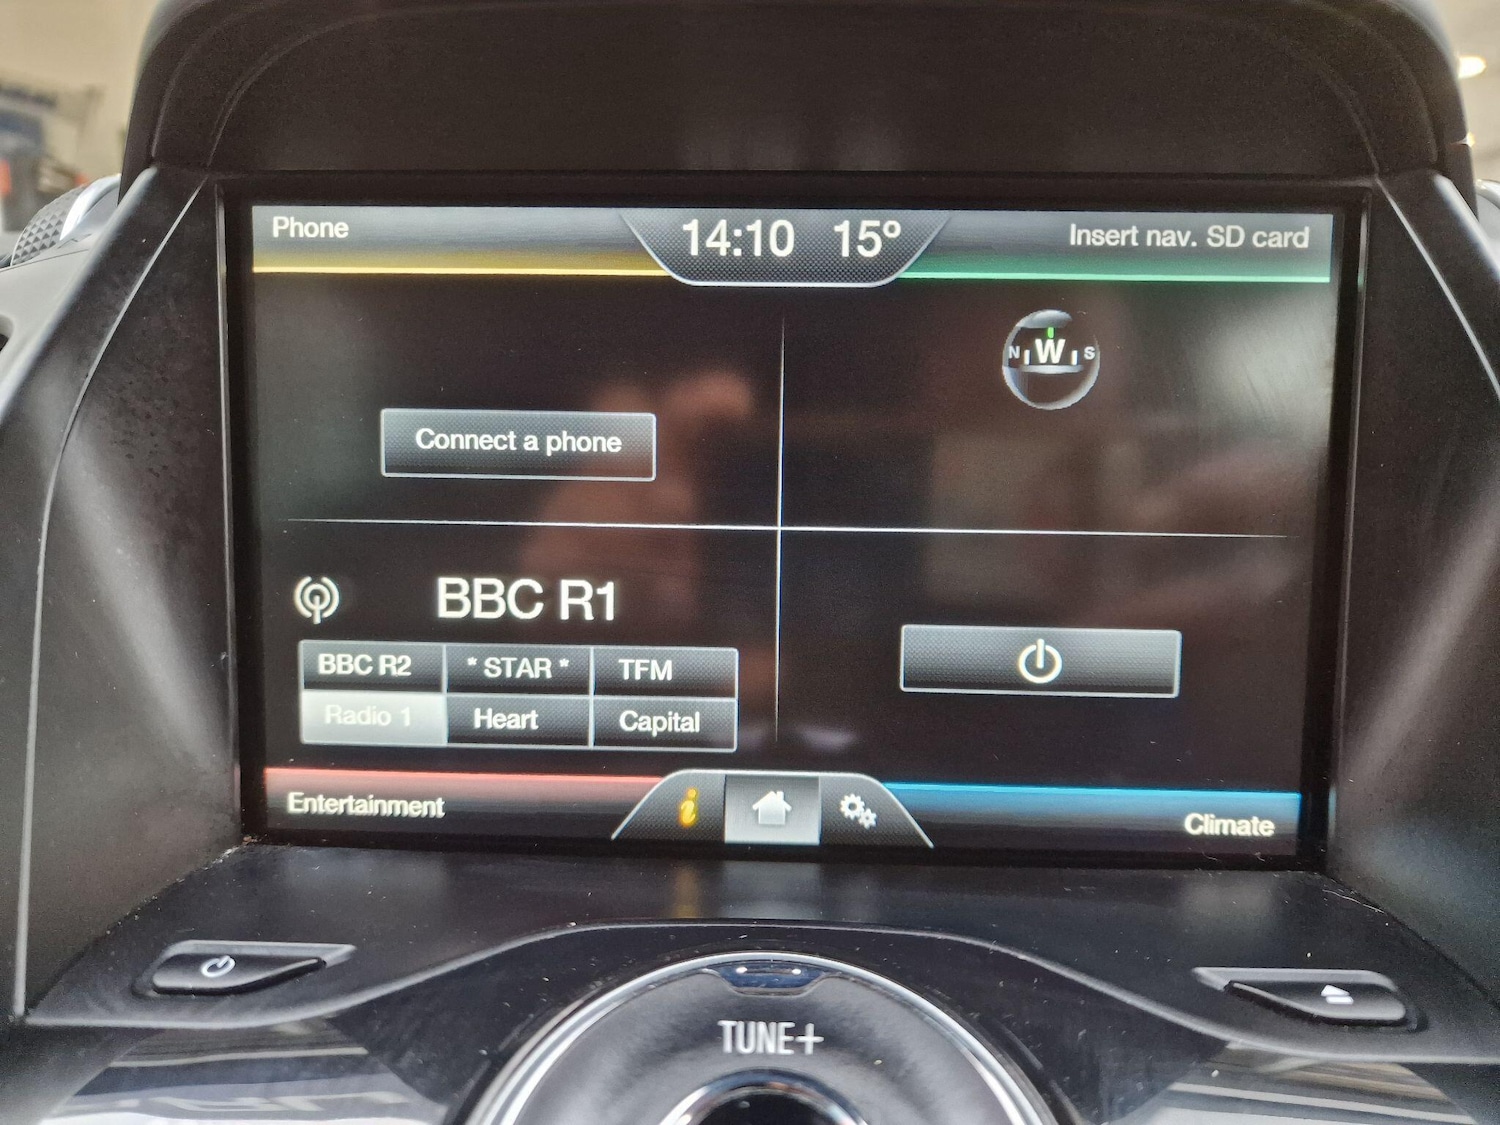 Phone
14:10 15º
Insert nav. SD card
N W S
Connect a phone
BBC R1
BBC R2 * STAR * TFM
Radio 1 Heart Capital
Entertainment
i
Climate
TUNE+